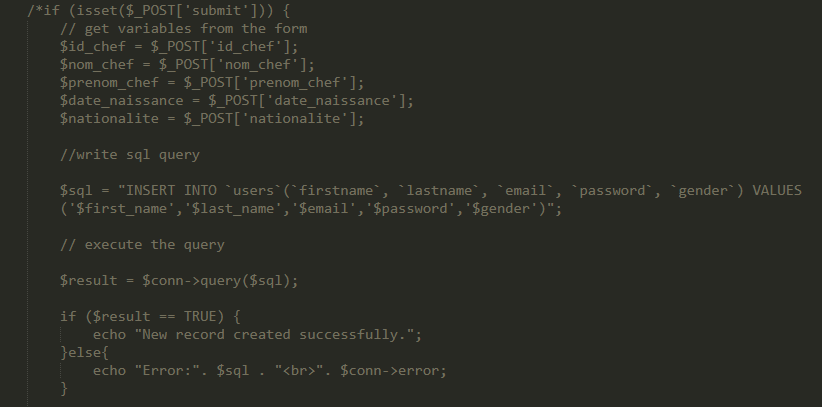 /*if (isset($_POST['submit'])) {
// get variables from the form
$id_chef = $_POST['id_chef'];
$nom_chef = $_POST['nom_chef'];
$prenom_chef = $_POST['prenom_chef'];
$date_naissance = $_POST['date_naissance'];
$nationalite = $_POST['nationalite'];
//write sql query
$sql = "INSERT INTO `users`(`firstname`, `lastname`, `email`, `password`, `gender`) VALUES
('$first_name','$last_name','$email','$password','$gender')";
// execute the query
$result = $conn->query($sql);
if ($result == TRUE) {
echo "New record created successfully.";
}else{
echo "Error:". $sql . "<br>". $conn->error;
}